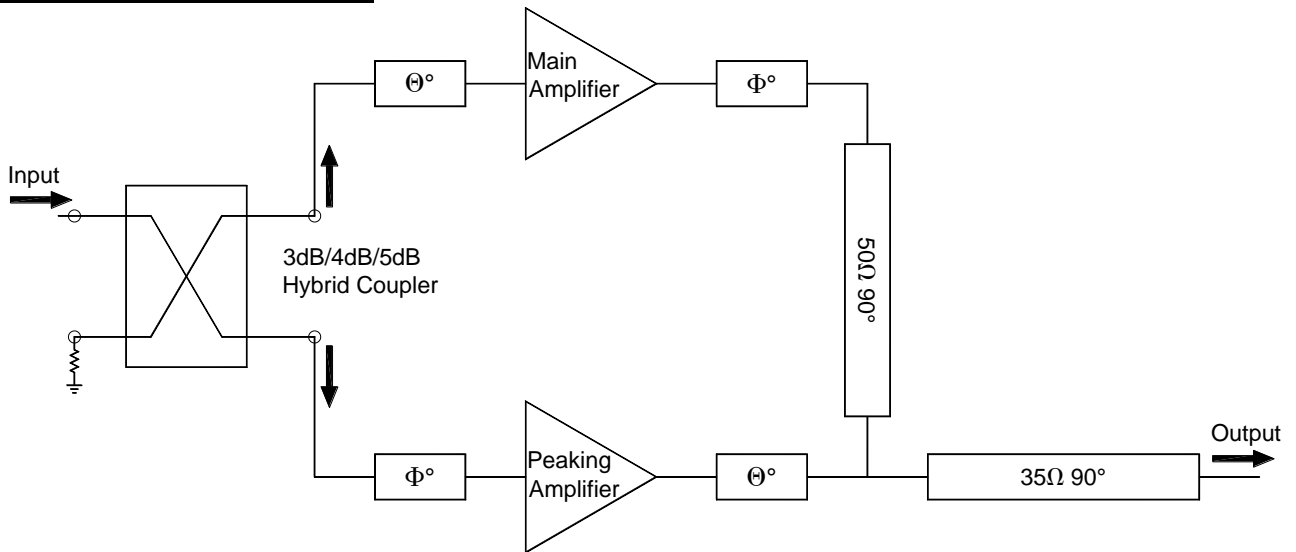 Main
Amplifier
Θ°
Φ°
Input
3dB/4dB/5dB
Hybrid Coupler
50Ω 90°
Peaking
Amplifier
Φ°
Θ°
35Ω 90°
Output